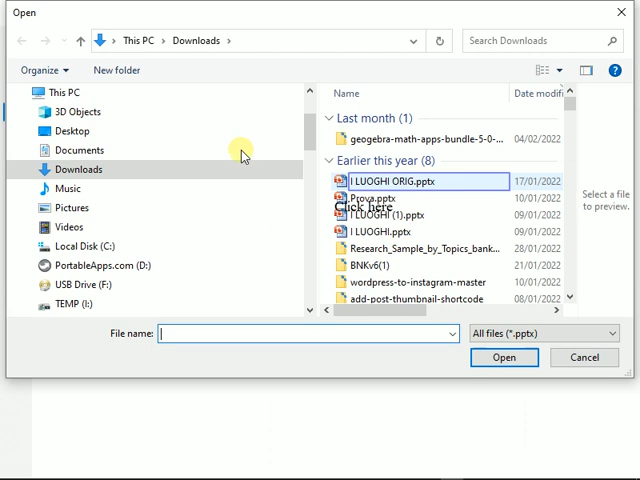 Open
This PC
Downloads
Search Downloads
Organize
New folder
This PC
3D Objects
Desktop
Documents
Downloads
Music
Pictures
Videos
Local Disk (C:)
PortableApps.com (D:)
USB Drive (F:)
TEMP (I:)
Name
Date modifi
Last month (1)
geogebra-math-apps-bundle-5-0-... 04/02/2022
Earlier this year (8)
I LUOGHI ORIG.pptx 17/01/2022
Prova.pptx 10/01/2022
Click here
I LUOGHI (1).pptx 09/01/2022
I LUOGHI.pptx 09/01/2022
Research_Sample_by_Topics_bank... 28/01/2022
BNKv6(1) 21/01/2022
wordpress-to-instagram-master 10/01/2022
add-post-thumbnail-shortcode 08/01/2022
Select a file
to preview.
File name:
All files (*.pptx)
Open
Cancel